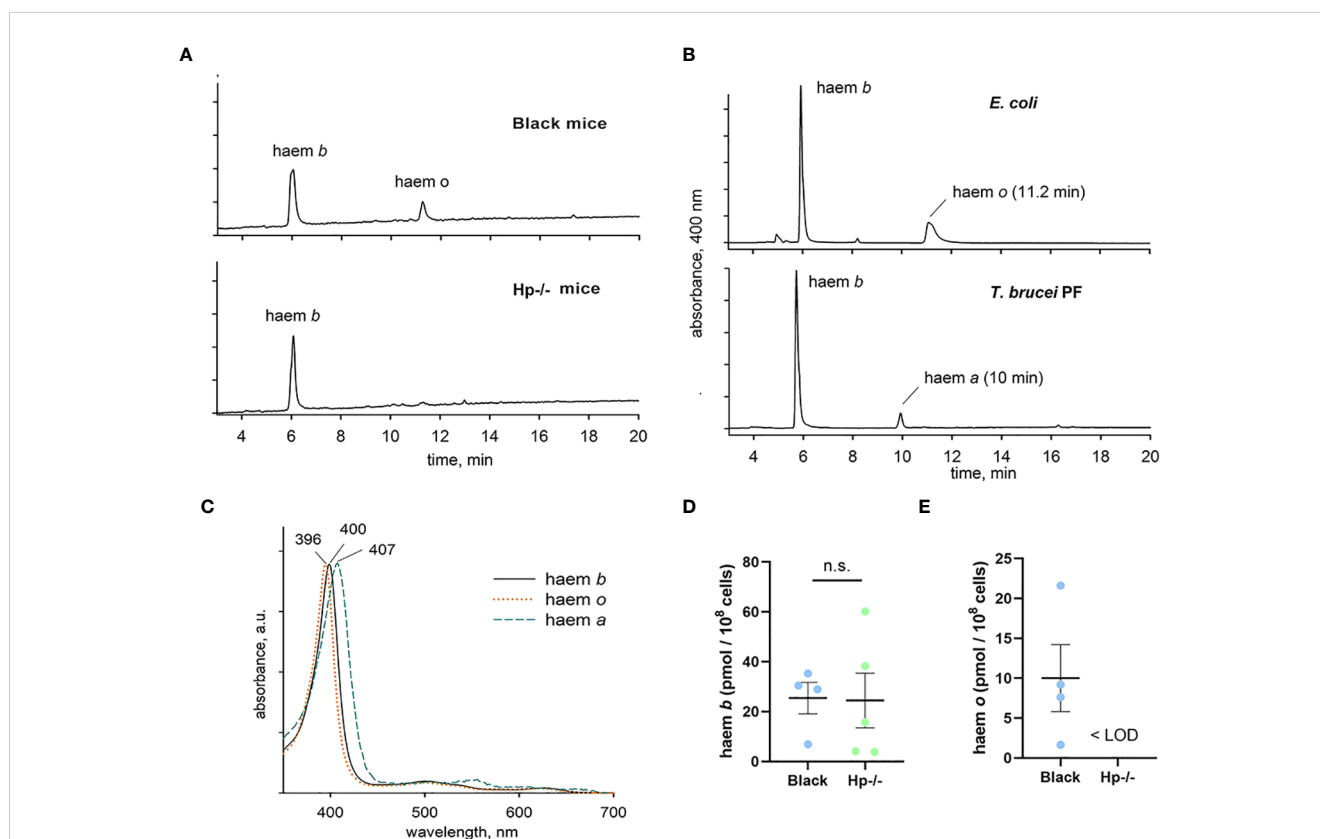 A
Black mice
haem b
haem o
Hp-/- mice
haem b
4 6 8 10 12 14 16 18 20
time, min
B
haem b
E. coli
haem o (11.2 min)
absorbance, 400 nm
haem b
T. brucei PF
haem a (10 min)
4 6 8 10 12 14 16 18 20
time, min
C
396
400
407
haem b
haem o
haem a
absorbance, a.u.
400 500 600 700
wavelength, nm
D
n.s.
haem b (pmol / 10⁸ cells)
80
60
40
20
0
Black Hp-/-
E
haem o (pmol / 10⁸ cells)
25
20
15
10
5
0
< LOD
Black Hp-/-